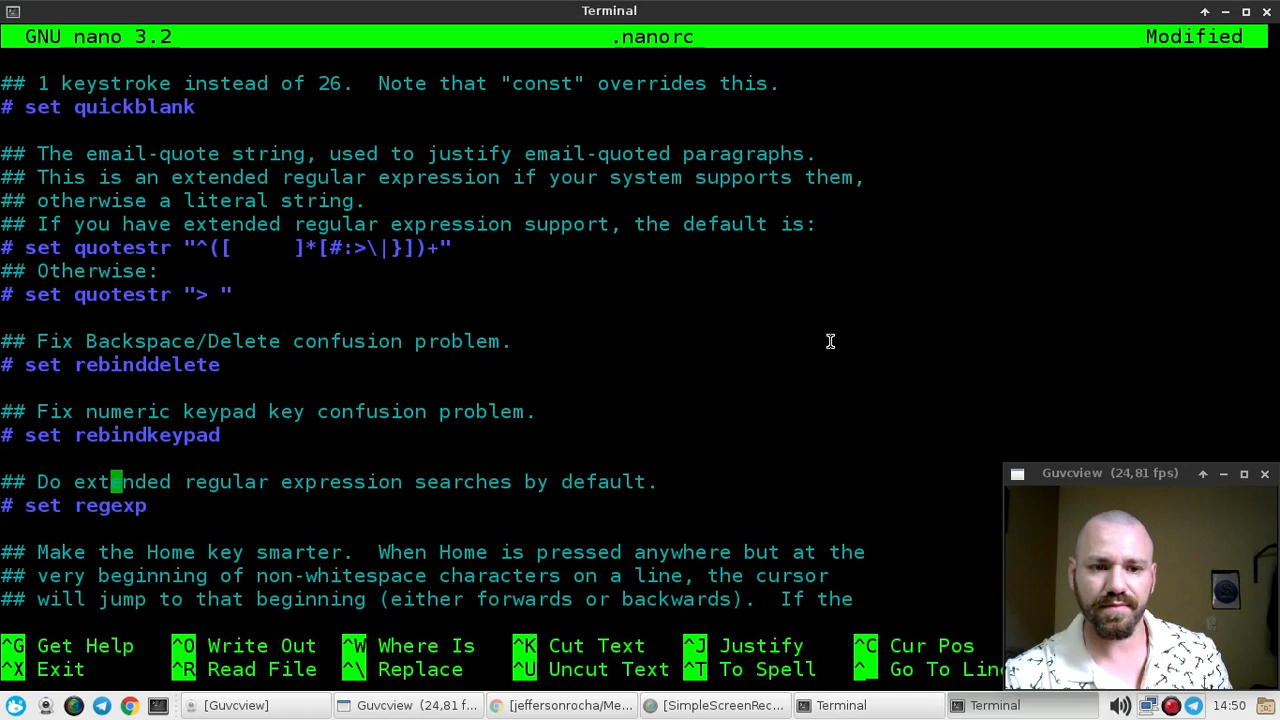 Terminal
GNU nano 3.2 .nanorc Modified
## 1 keystroke instead of 26.  Note that "const" overrides this.
# set quickblank
## The email-quote string, used to justify email-quoted paragraphs.
## This is an extended regular expression if your system supports them,
## otherwise a literal string.
## If you have extended regular expression support, the default is:
# set quotestr "^([     ]*[#:>\|}])+"
## Otherwise:
# set quotestr "> "
## Fix Backspace/Delete confusion problem.
# set rebinddelete
## Fix numeric keypad key confusion problem.
# set rebindkeypad
## Do extended regular expression searches by default.
# set regexp
## Make the Home key smarter.  When Home is pressed anywhere but at the
## very beginning of non-whitespace characters on a line, the cursor
## will jump to that beginning (either forwards or backwards).  If the
Guvcview (24,81 fps)
^G Get Help ^O Write Out ^W Where Is ^K Cut Text ^J Justify ^C Cur Pos
^X Exit ^R Read File ^\ Replace ^U Uncut Text ^T To Spell ^_ Go To Lin
[Guvcview] Guvcview (24,81 f... [jeffersonrocha/Me... [SimpleScreenRec... Terminal Terminal 14:50